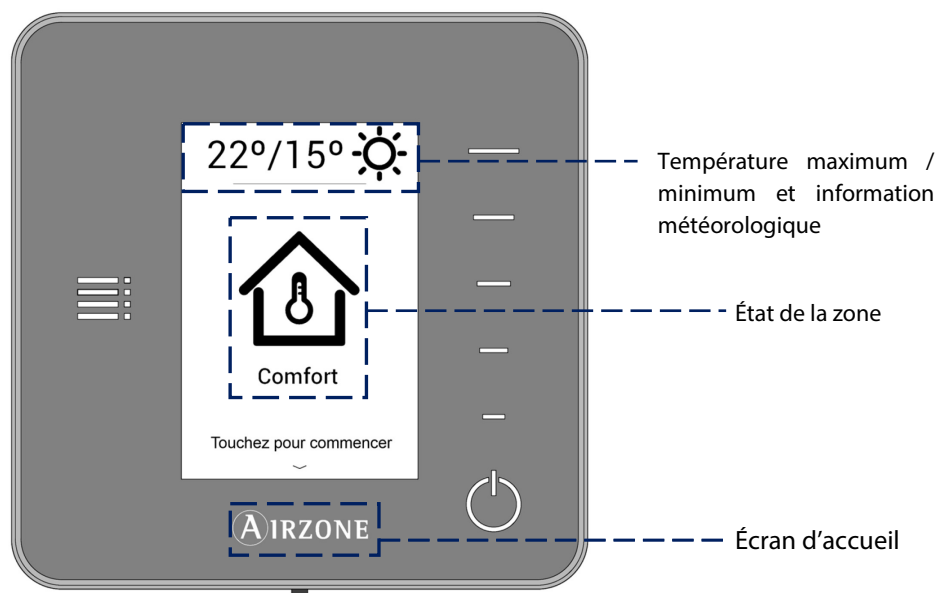 22º/15º
Température maximum /
minimum et information
météorologique
État de la zone
Comfort
Touchez pour commencer
AIRZONE
Écran d’accueil